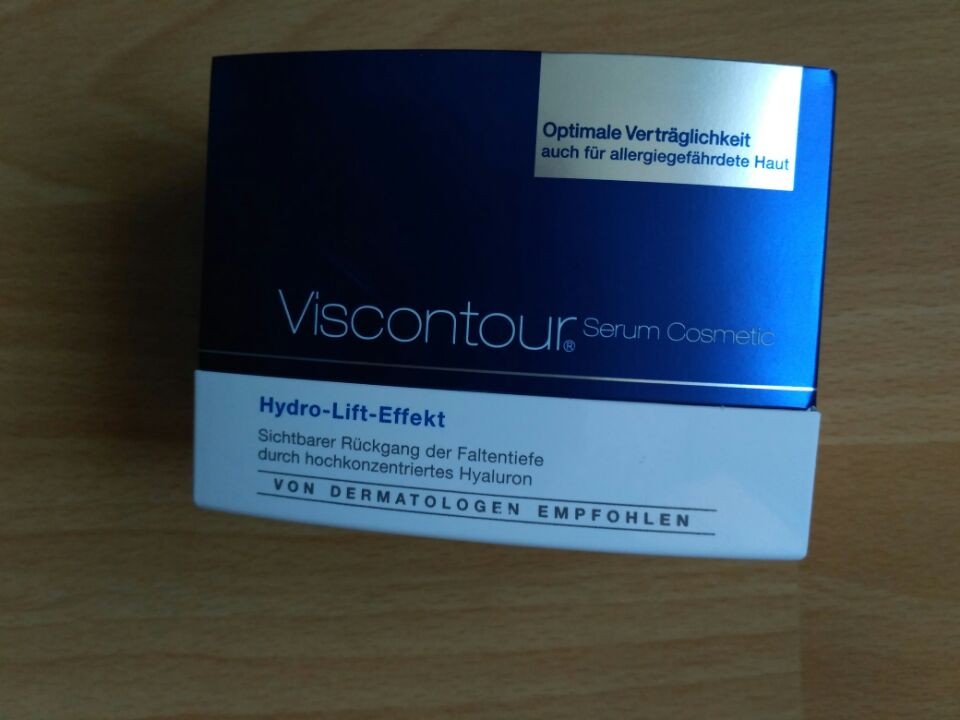 Optimale Verträglichkeit
auch für allergiegefährdete Haut
Viscontour® Serum Cosmetic
Hydro-Lift-Effekt
Sichtbarer Rückgang der Faltentiefe
durch hochkonzentriertes Hyaluron
VON DERMATOLOGEN EMPFOHLEN